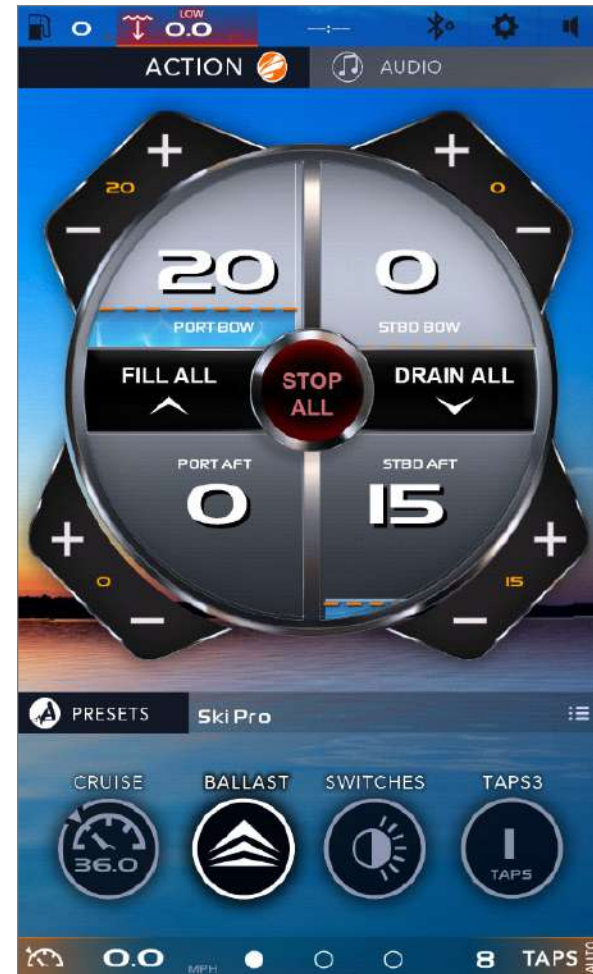 0
LOW
0.0
--:--
ACTION
AUDIO
20
0
20
0
PORT BOW
STBD BOW
FILL ALL
STOP ALL
DRAIN ALL
PORT AFT
STBD AFT
0
15
0
15
PRESETS
Ski Pro
CRUISE
BALLAST
SWITCHES
TAPS3
36.0
TAPS
0.0
MPH
8
TAPS
AUTO